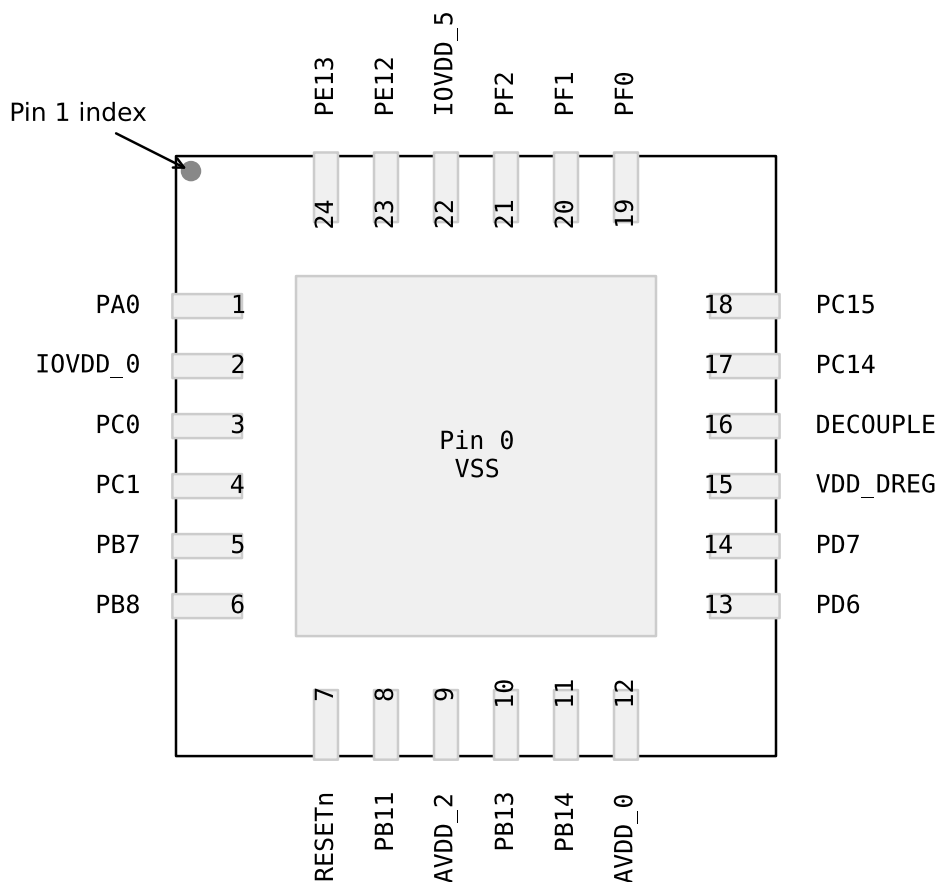 IOVDD_5
PE13
PE12
PF2
PF1
PF0
Pin 1 index
24
23
22
21
20
19
PA0 1
18 PC15
IOVDD_0 2
17 PC14
PC0 3
16 DECOUPLE
Pin 0
VSS
PC1 4
15 VDD_DREG
PB7 5
14 PD7
PB8 6
13 PD6
7
8
9
10
11
12
RESETn
PB11
AVDD_2
PB13
PB14
AVDD_0